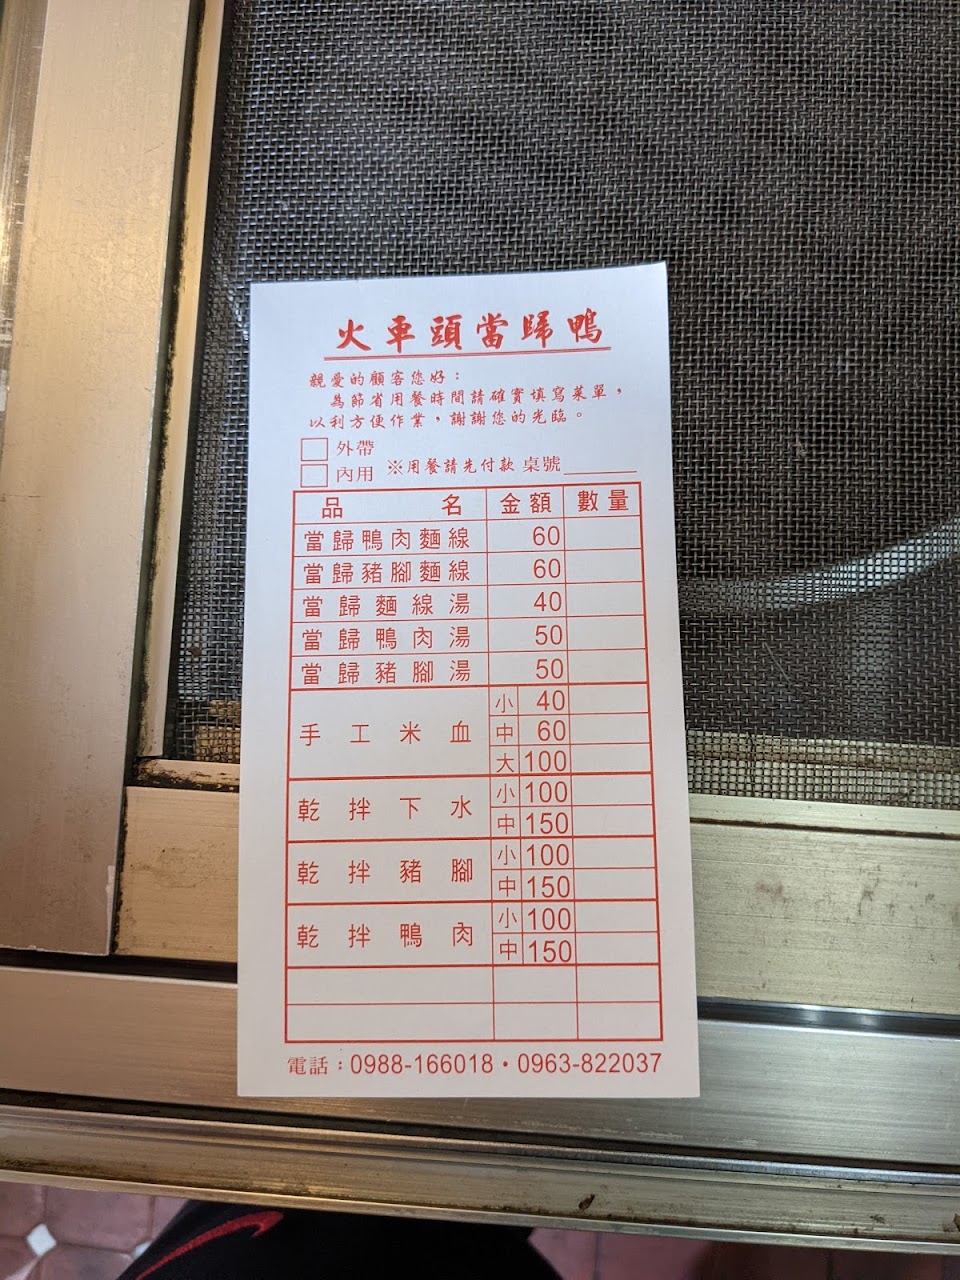 火車頭當歸鴨
親愛的顧客您好：
為節省用餐時間請確實填寫菜單，
以利方便作業，謝謝您的光臨。
外帶
內用 ※用餐請先付款 桌號
品名 金額 數量
當歸鴨肉麵線 60
當歸豬腳麵線 60
當歸麵線湯 40
當歸鴨肉湯 50
當歸豬腳湯 50
手工米血 小 40
中 60
大 100
乾拌下水 小 100
中 150
乾拌豬腳 小 100
中 150
乾拌鴨肉 小 100
中 150
電話：0988-166018・0963-822037